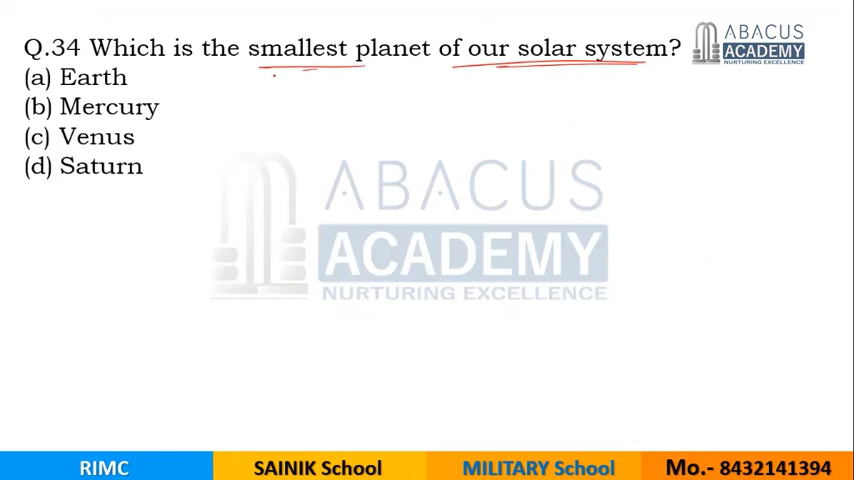 Q.34 Which is the smallest planet of our solar system?
(a) Earth
(b) Mercury
(c) Venus
(d) Saturn
ABACUS
ACADEMY
NURTURING EXCELLENCE
ABACUS
ACADEMY
NURTURING EXCELLENCE
RIMC
SAINIK School
MILITARY School
Mo.- 8432141394